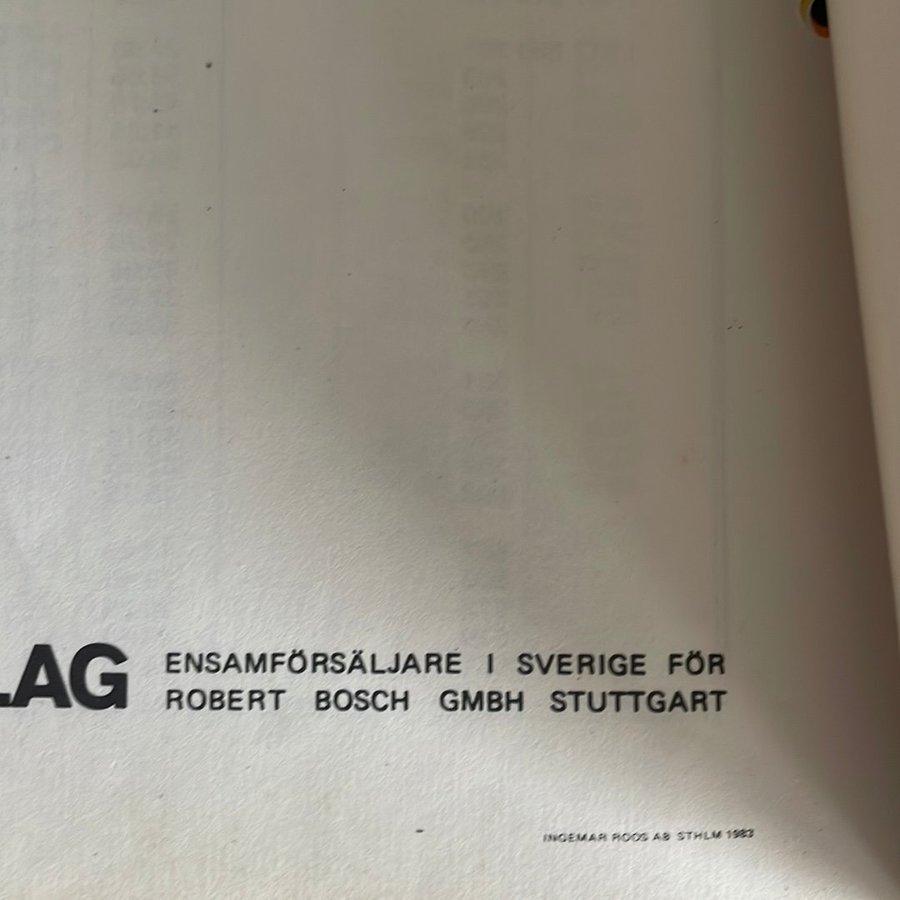 LAG
ENSAMFÖRSÄLJARE I SVERIGE FÖR
ROBERT BOSCH GMBH STUTTGART
INGEMAR ROOS AB STHLM 1983